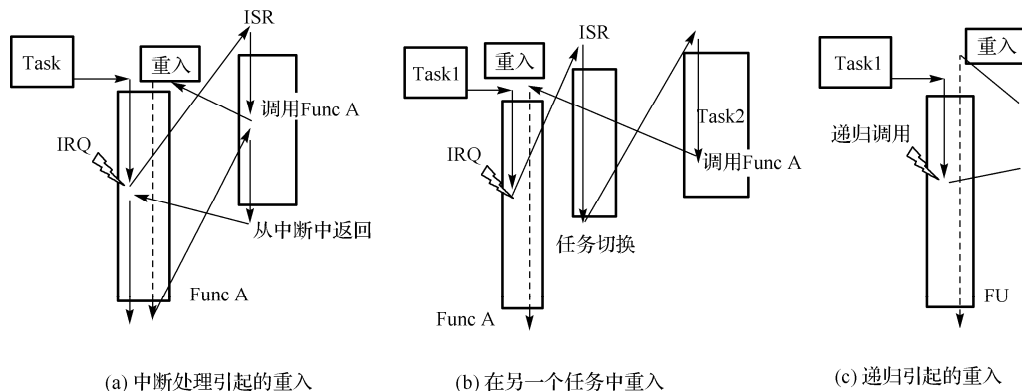 ISR
Task
重入
调用Func A
IRQ
从中断中返回
Func A
(a) 中断处理引起的重入
ISR
Task1
重入
Task2
IRQ
调用Func A
任务切换
Func A
(b) 在另一个任务中重入
重入
Task1
递归调用
FU
(c) 递归引起的重入